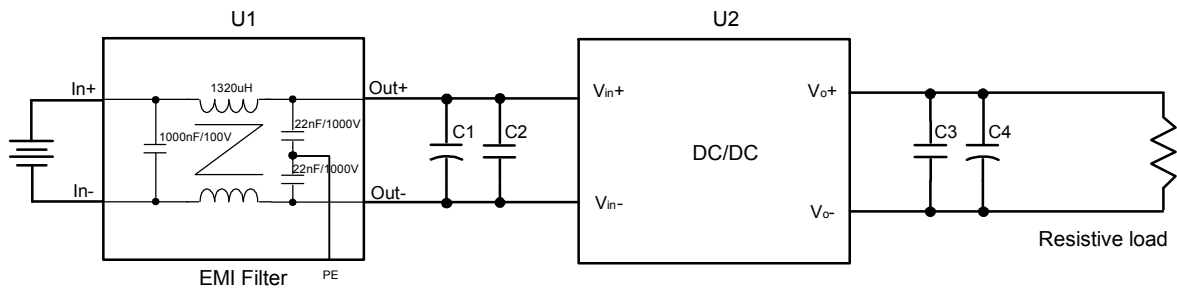 U1
U2
1320uH
In+
Out+
Vin+
Vo+
22nF/1000V
1000nF/100V
C1
C2
C3
C4
DC/DC
22nF/1000V
In-
Out-
Vin-
Vo-
Resistive load
EMI Filter
PE